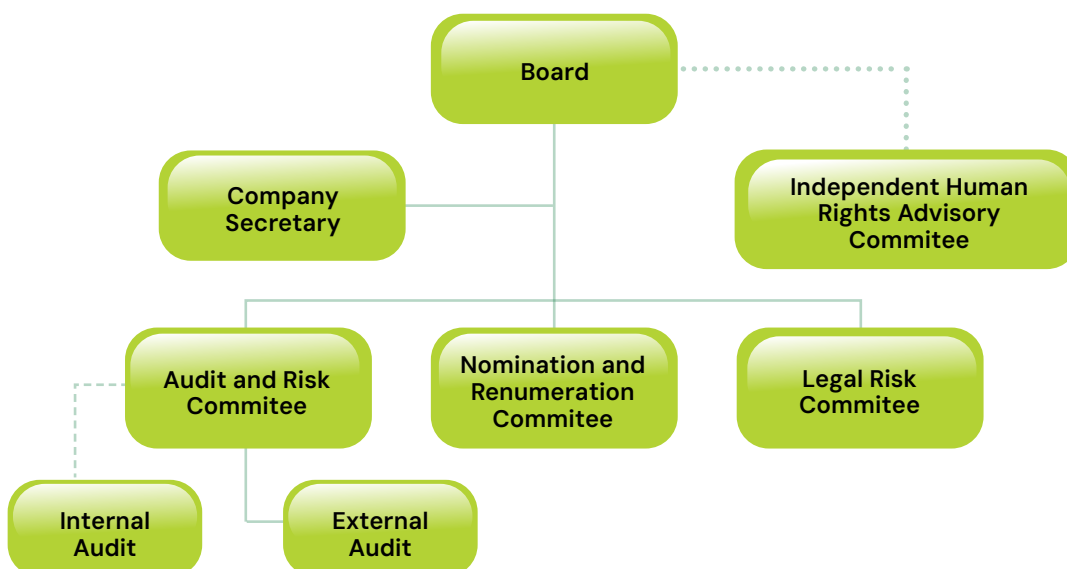 Board
Company
Secretary
Independent Human
Rights Advisory
Commitee
Audit and Risk
Commitee
Nomination and
Renumeration
Commitee
Legal Risk
Commitee
Internal
Audit
External
Audit